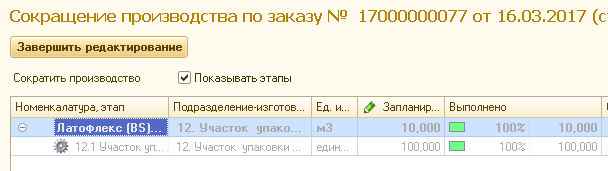 Сокращение производства по заказу № 17000000077 от 16.03.2017 (с
Завершить редактирование
Сократить производство Показывать этапы
Номенклатура, этап Подразделение-изготов... Ед. и... Заплани р... Выполнено
Латофлекс (BS)... 12. Участок упако... м3 10,000 100% 10,000
12.1 Участок уп... 12. Участок упаковки ... един... 100,000 100% 100,000